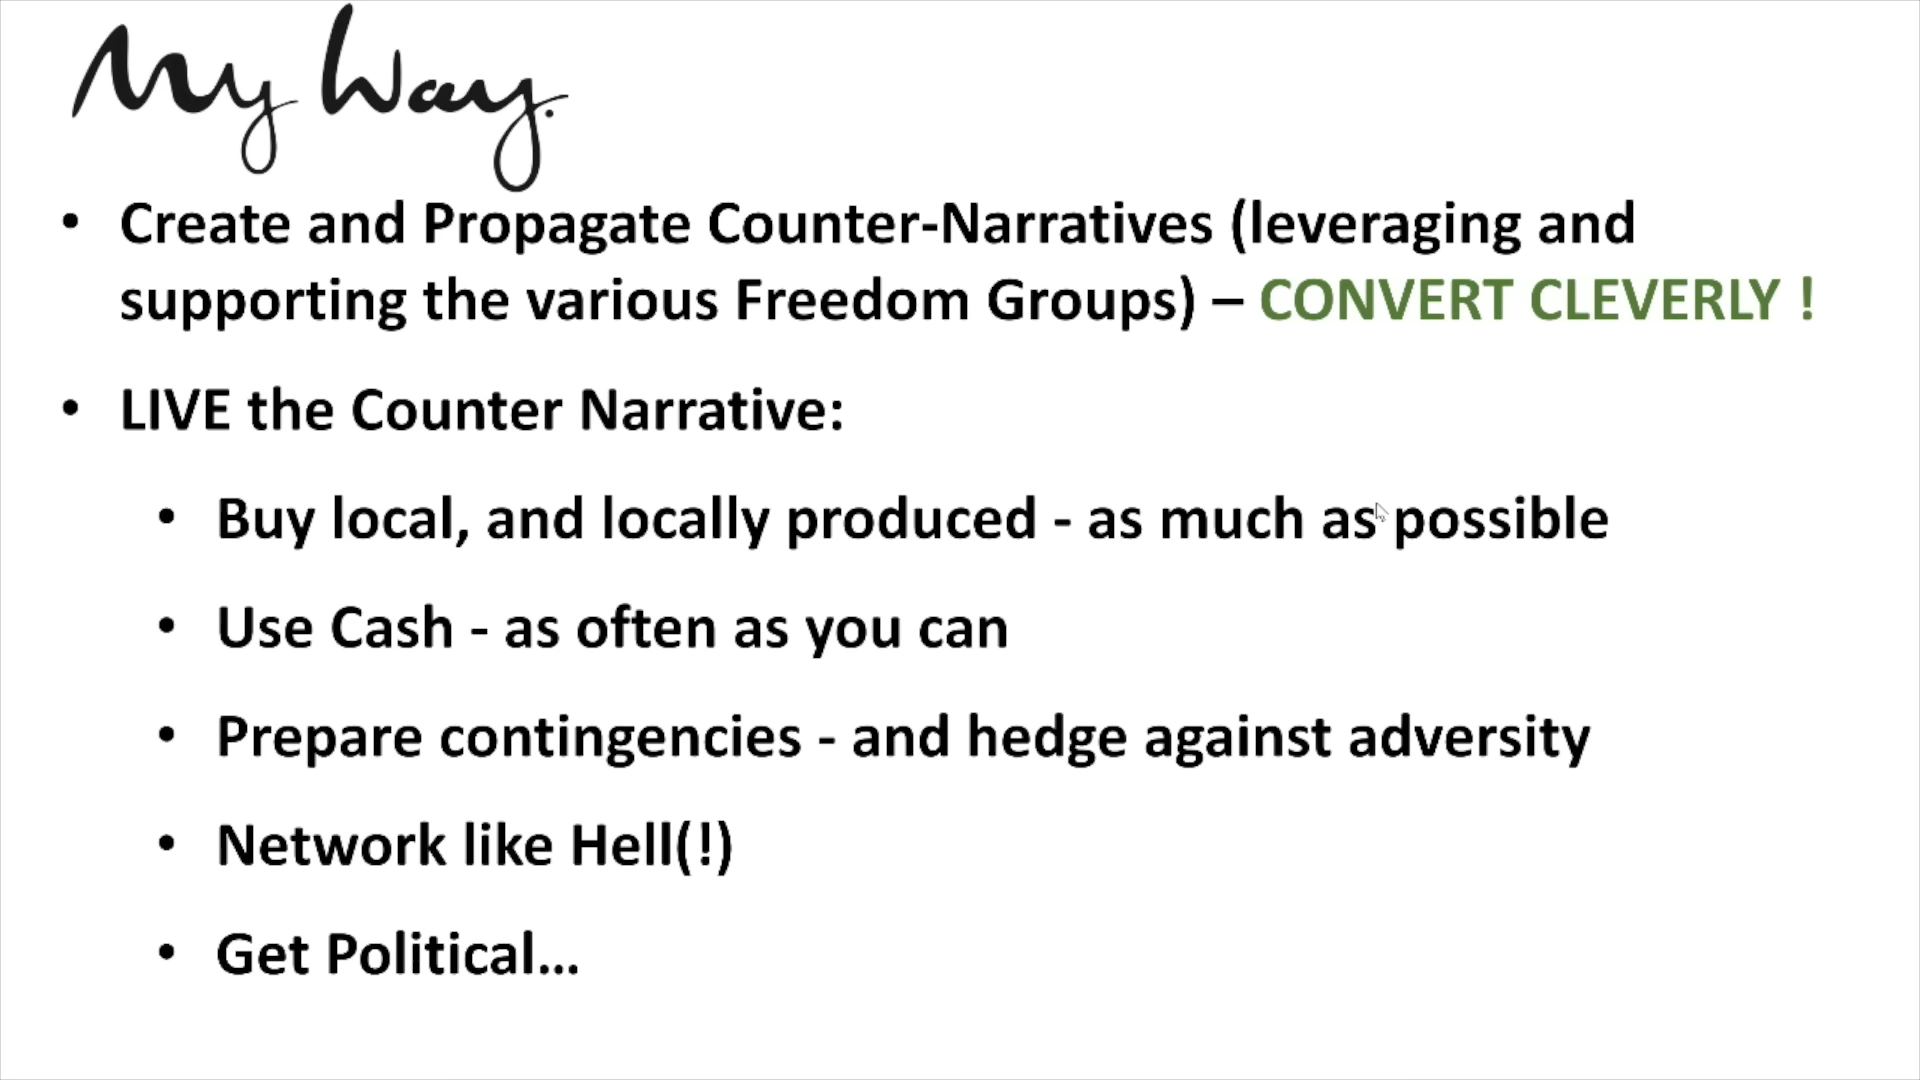 My Way.
• Create and Propagate Counter-Narratives (leveraging and
supporting the various Freedom Groups) – CONVERT CLEVERLY !
• LIVE the Counter Narrative:
• Buy local, and locally produced - as much as possible
• Use Cash - as often as you can
• Prepare contingencies - and hedge against adversity
• Network like Hell(!)
• Get Political...